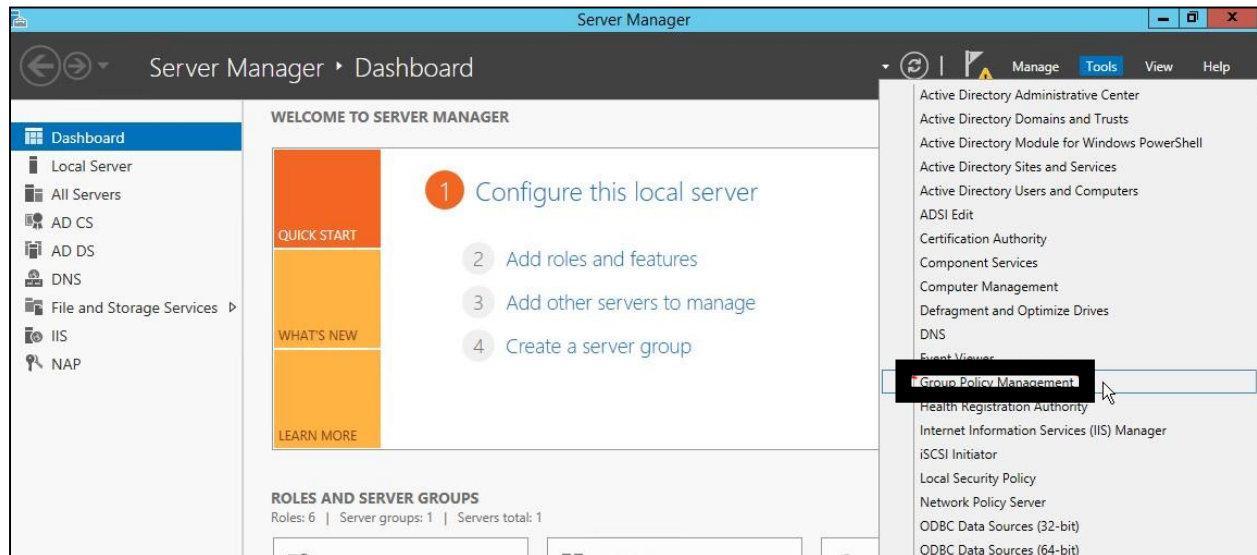 Server Manager
Server Manager • Dashboard
Manage Tools View Help
Dashboard
Local Server
All Servers
AD CS
AD DS
DNS
File and Storage Services
IIS
NAP
WELCOME TO SERVER MANAGER
QUICK START
WHAT'S NEW
LEARN MORE
1 Configure this local server
2 Add roles and features
3 Add other servers to manage
4 Create a server group
ROLES AND SERVER GROUPS
Roles: 6 | Server groups: 1 | Servers total: 1
Active Directory Administrative Center
Active Directory Domains and Trusts
Active Directory Module for Windows PowerShell
Active Directory Sites and Services
Active Directory Users and Computers
ADSI Edit
Certification Authority
Component Services
Computer Management
Defragment and Optimize Drives
DNS
Event Viewer
Group Policy Management
Health Registration Authority
Internet Information Services (IIS) Manager
iSCSI Initiator
Local Security Policy
Network Policy Server
ODBC Data Sources (32-bit)
ODBC Data Sources (64-bit)